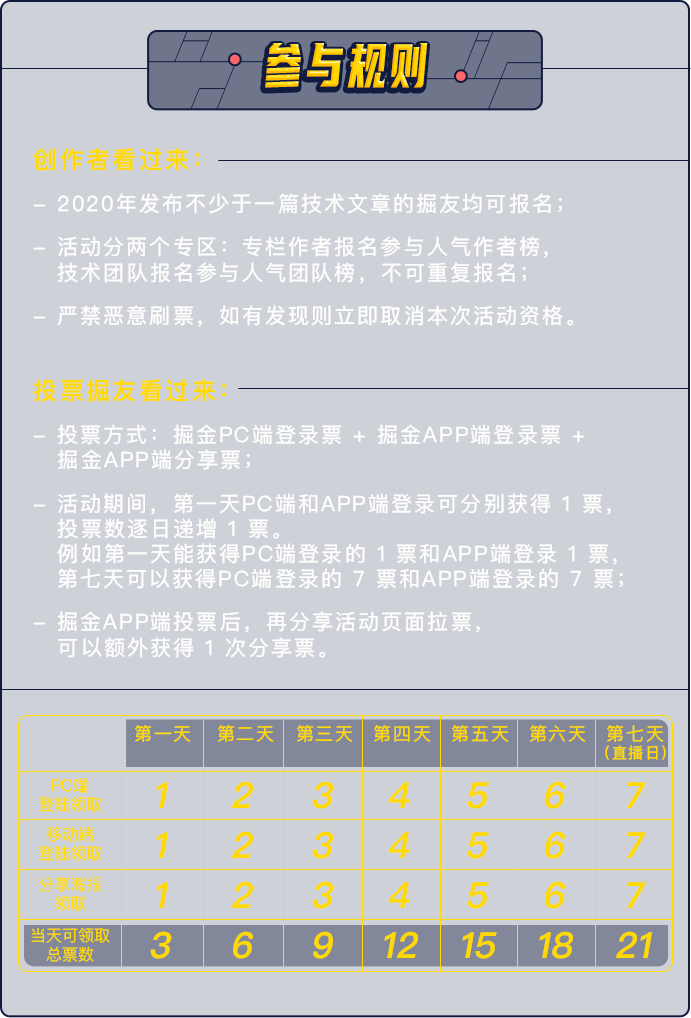 参与规则
创作者看过来：
- 2020年发布不少于一篇技术文章的掘友均可报名；
- 活动分两个专区：专栏作者报名参与人气作者榜，
技术团队报名参与人气团队榜，不可重复报名；
- 严禁恶意刷票，如有发现则立即取消本次活动资格。
投票掘友看过来：
- 投票方式：掘金PC端登录票 + 掘金APP端登录票 +
掘金APP端分享票；
- 活动期间，第一天PC端和APP端登录可分别获得 1 票，
投票数逐日递增 1 票。
例如第一天能获得PC端登录的 1 票和APP端登录 1 票，
第七天可以获得PC端登录的 7 票和APP端登录的 7 票；
- 掘金APP端投票后，再分享活动页面拉票，
可以额外获得 1 次分享票。
第一天 第二天 第三天 第四天 第五天 第六天 第七天
(直播日)
PC端
登陆领取 1 2 3 4 5 6 7
移动端
登陆领取 1 2 3 4 5 6 7
分享海报
领取 1 2 3 4 5 6 7
当天可领取
总票数 3 6 9 12 15 18 21